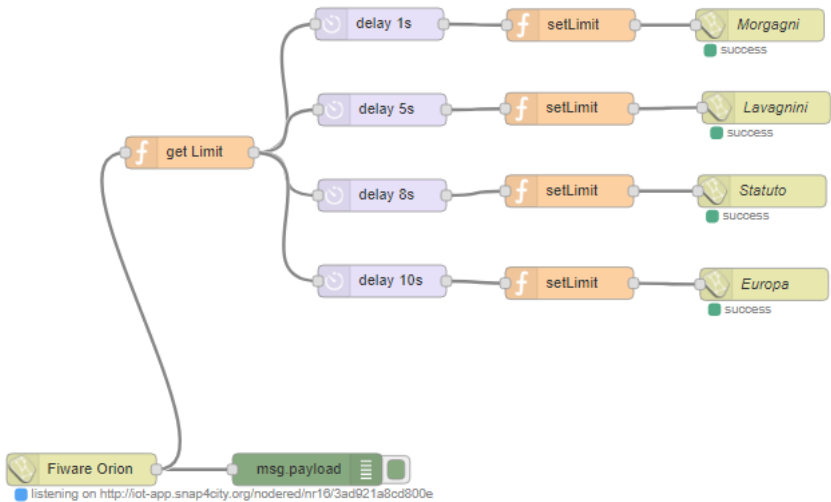 delay 1s
setLimit
Morgagni
success
delay 5s
setLimit
Lavagnini
success
get Limit
delay 8s
setLimit
Statuto
success
delay 10s
setLimit
Europa
success
Fiware Orion
msg.payload
listening on http://iot-app.snap4city.org/nodered/nr16/3ad921a8cd800e